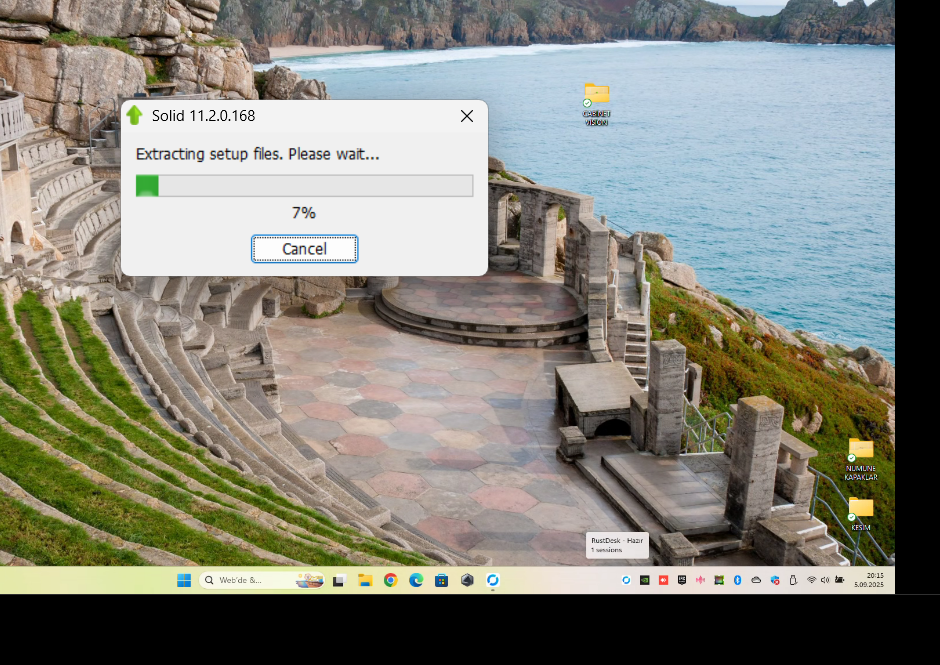 Solid 11.2.0.168
Extracting setup files. Please wait...
7%
Cancel
CABINET
VISION
NUMUNE
KAPAKLAR
KESIM
RustDesk - Hazır
1 sessions
Web'de &...
20:15
5.09.2025